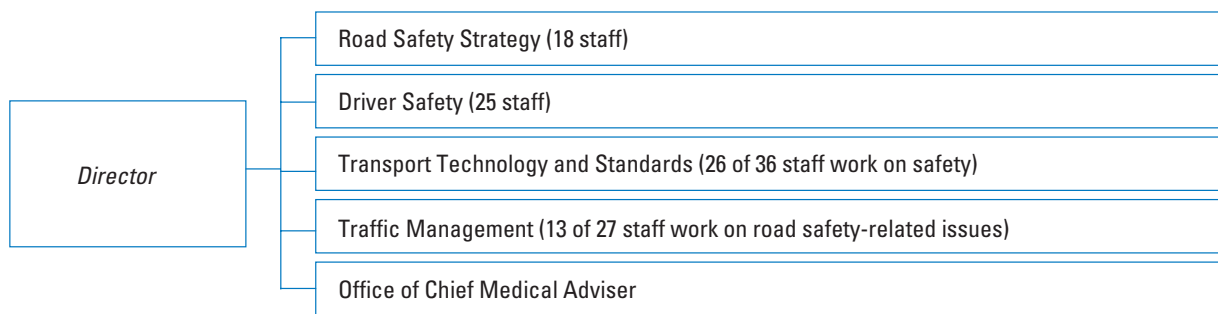 Road Safety Strategy (18 staff)
Driver Safety (25 staff)
Director
Transport Technology and Standards (26 of 36 staff work on safety)
Traffic Management (13 of 27 staff work on road safety-related issues)
Office of Chief Medical Adviser